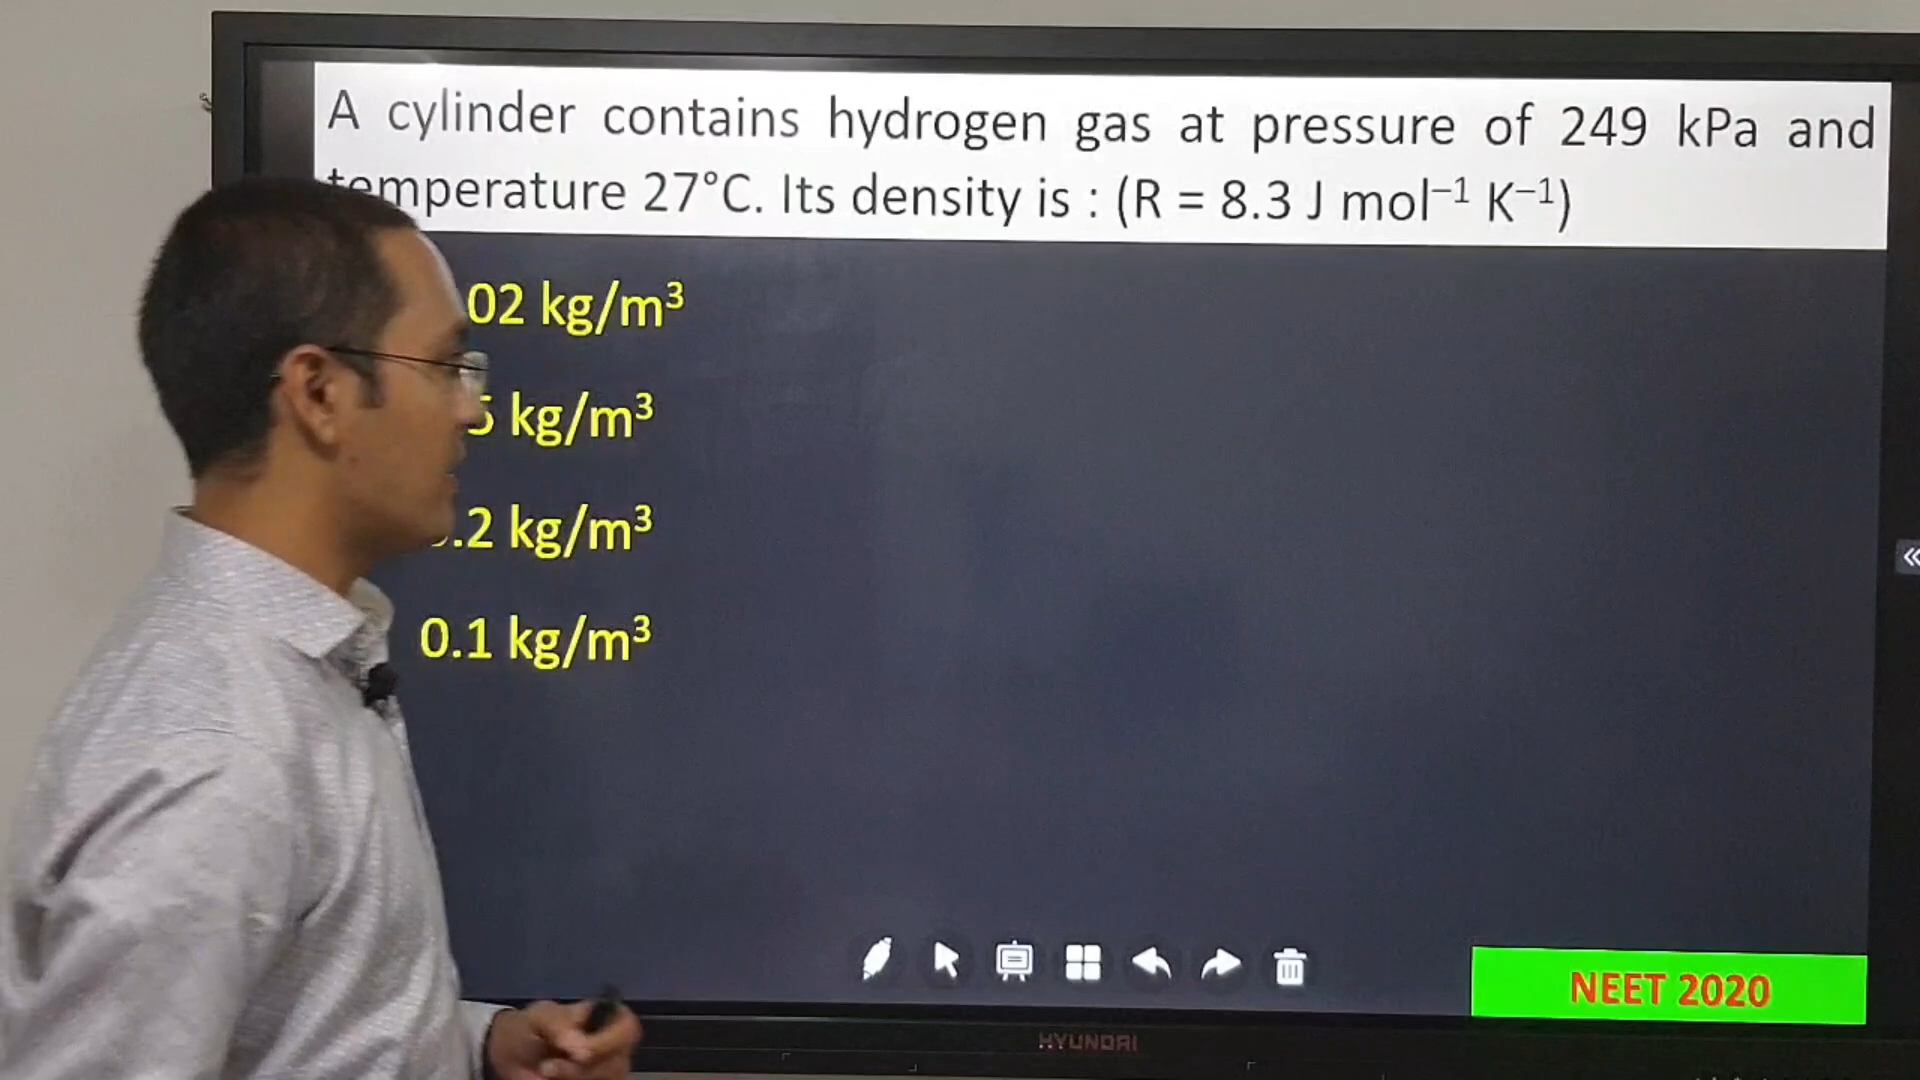 A cylinder contains hydrogen gas at pressure of 249 kPa and
temperature 27°C. Its density is : (R = 8.3 J mol⁻¹ K⁻¹)
.02 kg/m³
5 kg/m³
.2 kg/m³
0.1 kg/m³
NEET 2020
HYUNDAI